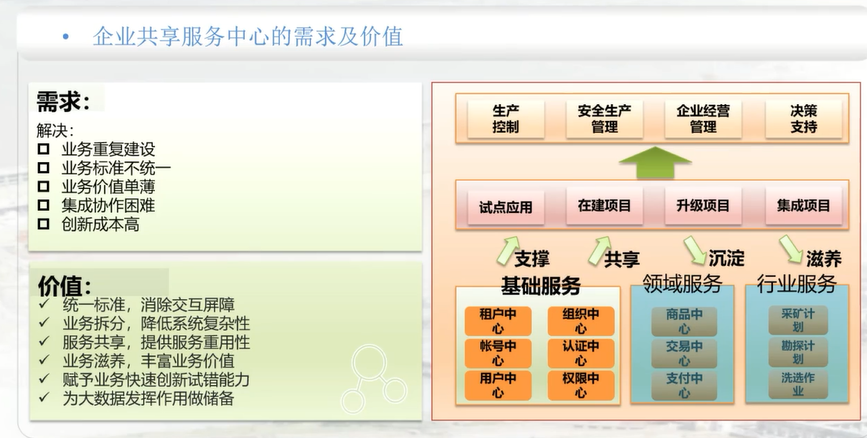 • 企业共享服务中心的需求及价值
需求：
解决：
业务重复建设
业务标准不统一
业务价值单薄
集成协作困难
创新成本高
价值：
统一标准，消除交互屏障
业务拆分，降低系统复杂性
服务共享，提供服务重用性
业务滋养，丰富业务价值
赋予业务快速创新试错能力
为大数据发挥作用做储备
生产
控制
安全生产
管理
企业经营
管理
决策
支持
试点应用
在建项目
升级项目
集成项目
支撑
共享
沉淀
滋养
基础服务
租户中
心
组织中
心
帐号中
心
认证中
心
用户中
心
权限中
心
领域服务
商品中
心
交易中
心
支付中
心
行业服务
采矿计
划
勘探计
划
洗选作
业